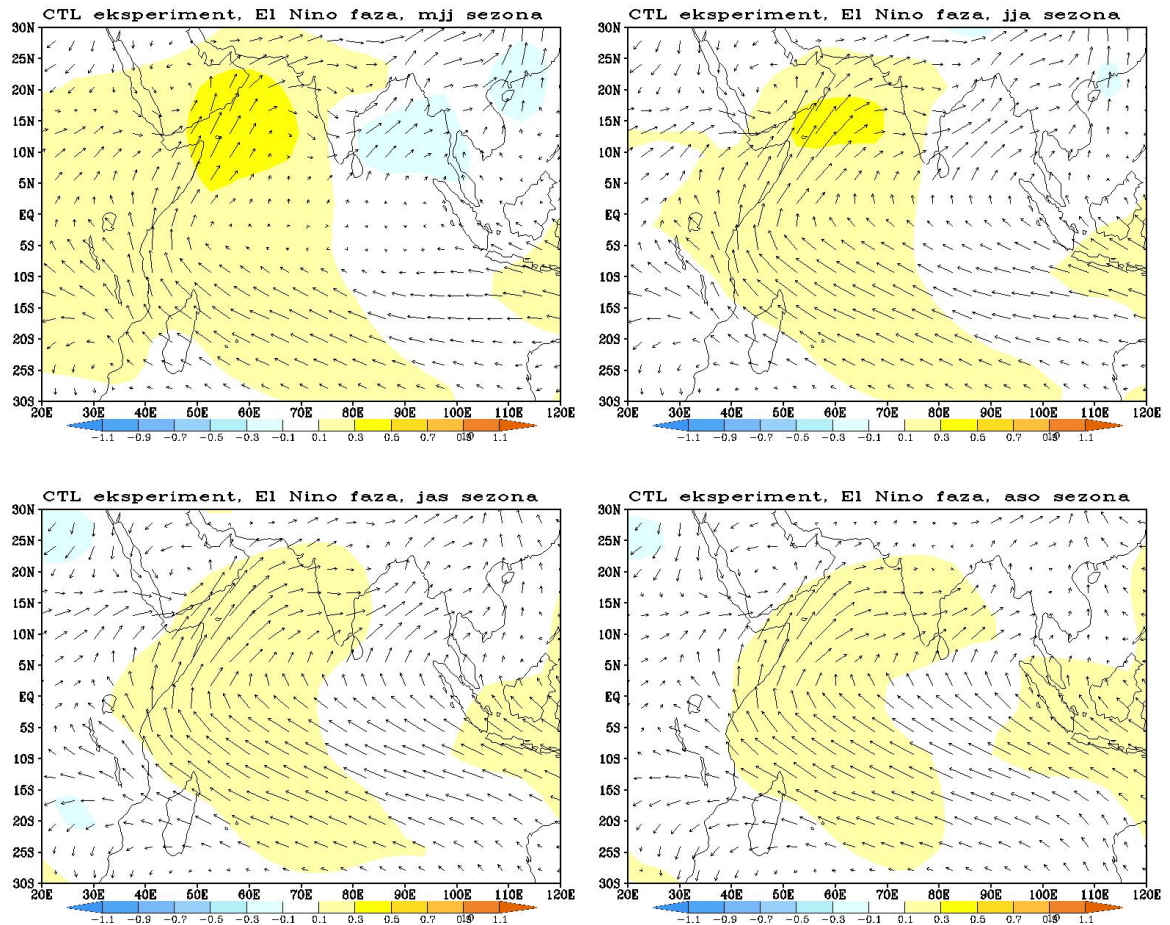 CTL eksperiment, El Nino faza, mjj sezona
30N
25N
20N
15N
10N
5N
EQ
5S
10S
15S
20S
25S
30S
20E 30E 40E 50E 60E 70E 80E 90E 100E 110E 120E
-1.1 -0.9 -0.7 -0.5 -0.3 -0.1 0.1 0.3 0.5 0.7 1.1
CTL eksperiment, El Nino faza, jja sezona
30N
25N
20N
15N
10N
5N
EQ
5S
10S
15S
20S
25S
30S
20E 30E 40E 50E 60E 70E 80E 90E 100E 110E 120E
-1.1 -0.9 -0.7 -0.5 -0.3 -0.1 0.1 0.3 0.5 0.7 1.1
CTL eksperiment, El Nino faza, jas sezona
30N
25N
20N
15N
10N
5N
EQ
5S
10S
15S
20S
25S
30S
20E 30E 40E 50E 60E 70E 80E 90E 100E 110E 120E
-1.1 -0.9 -0.7 -0.5 -0.3 -0.1 0.1 0.3 0.5 0.7 1.1
CTL eksperiment, El Nino faza, aso sezona
30N
25N
20N
15N
10N
5N
EQ
5S
10S
15S
20S
25S
30S
20E 30E 40E 50E 60E 70E 80E 90E 100E 110E 120E
-1.1 -0.9 -0.7 -0.5 -0.3 -0.1 0.1 0.3 0.5 0.7 1.1